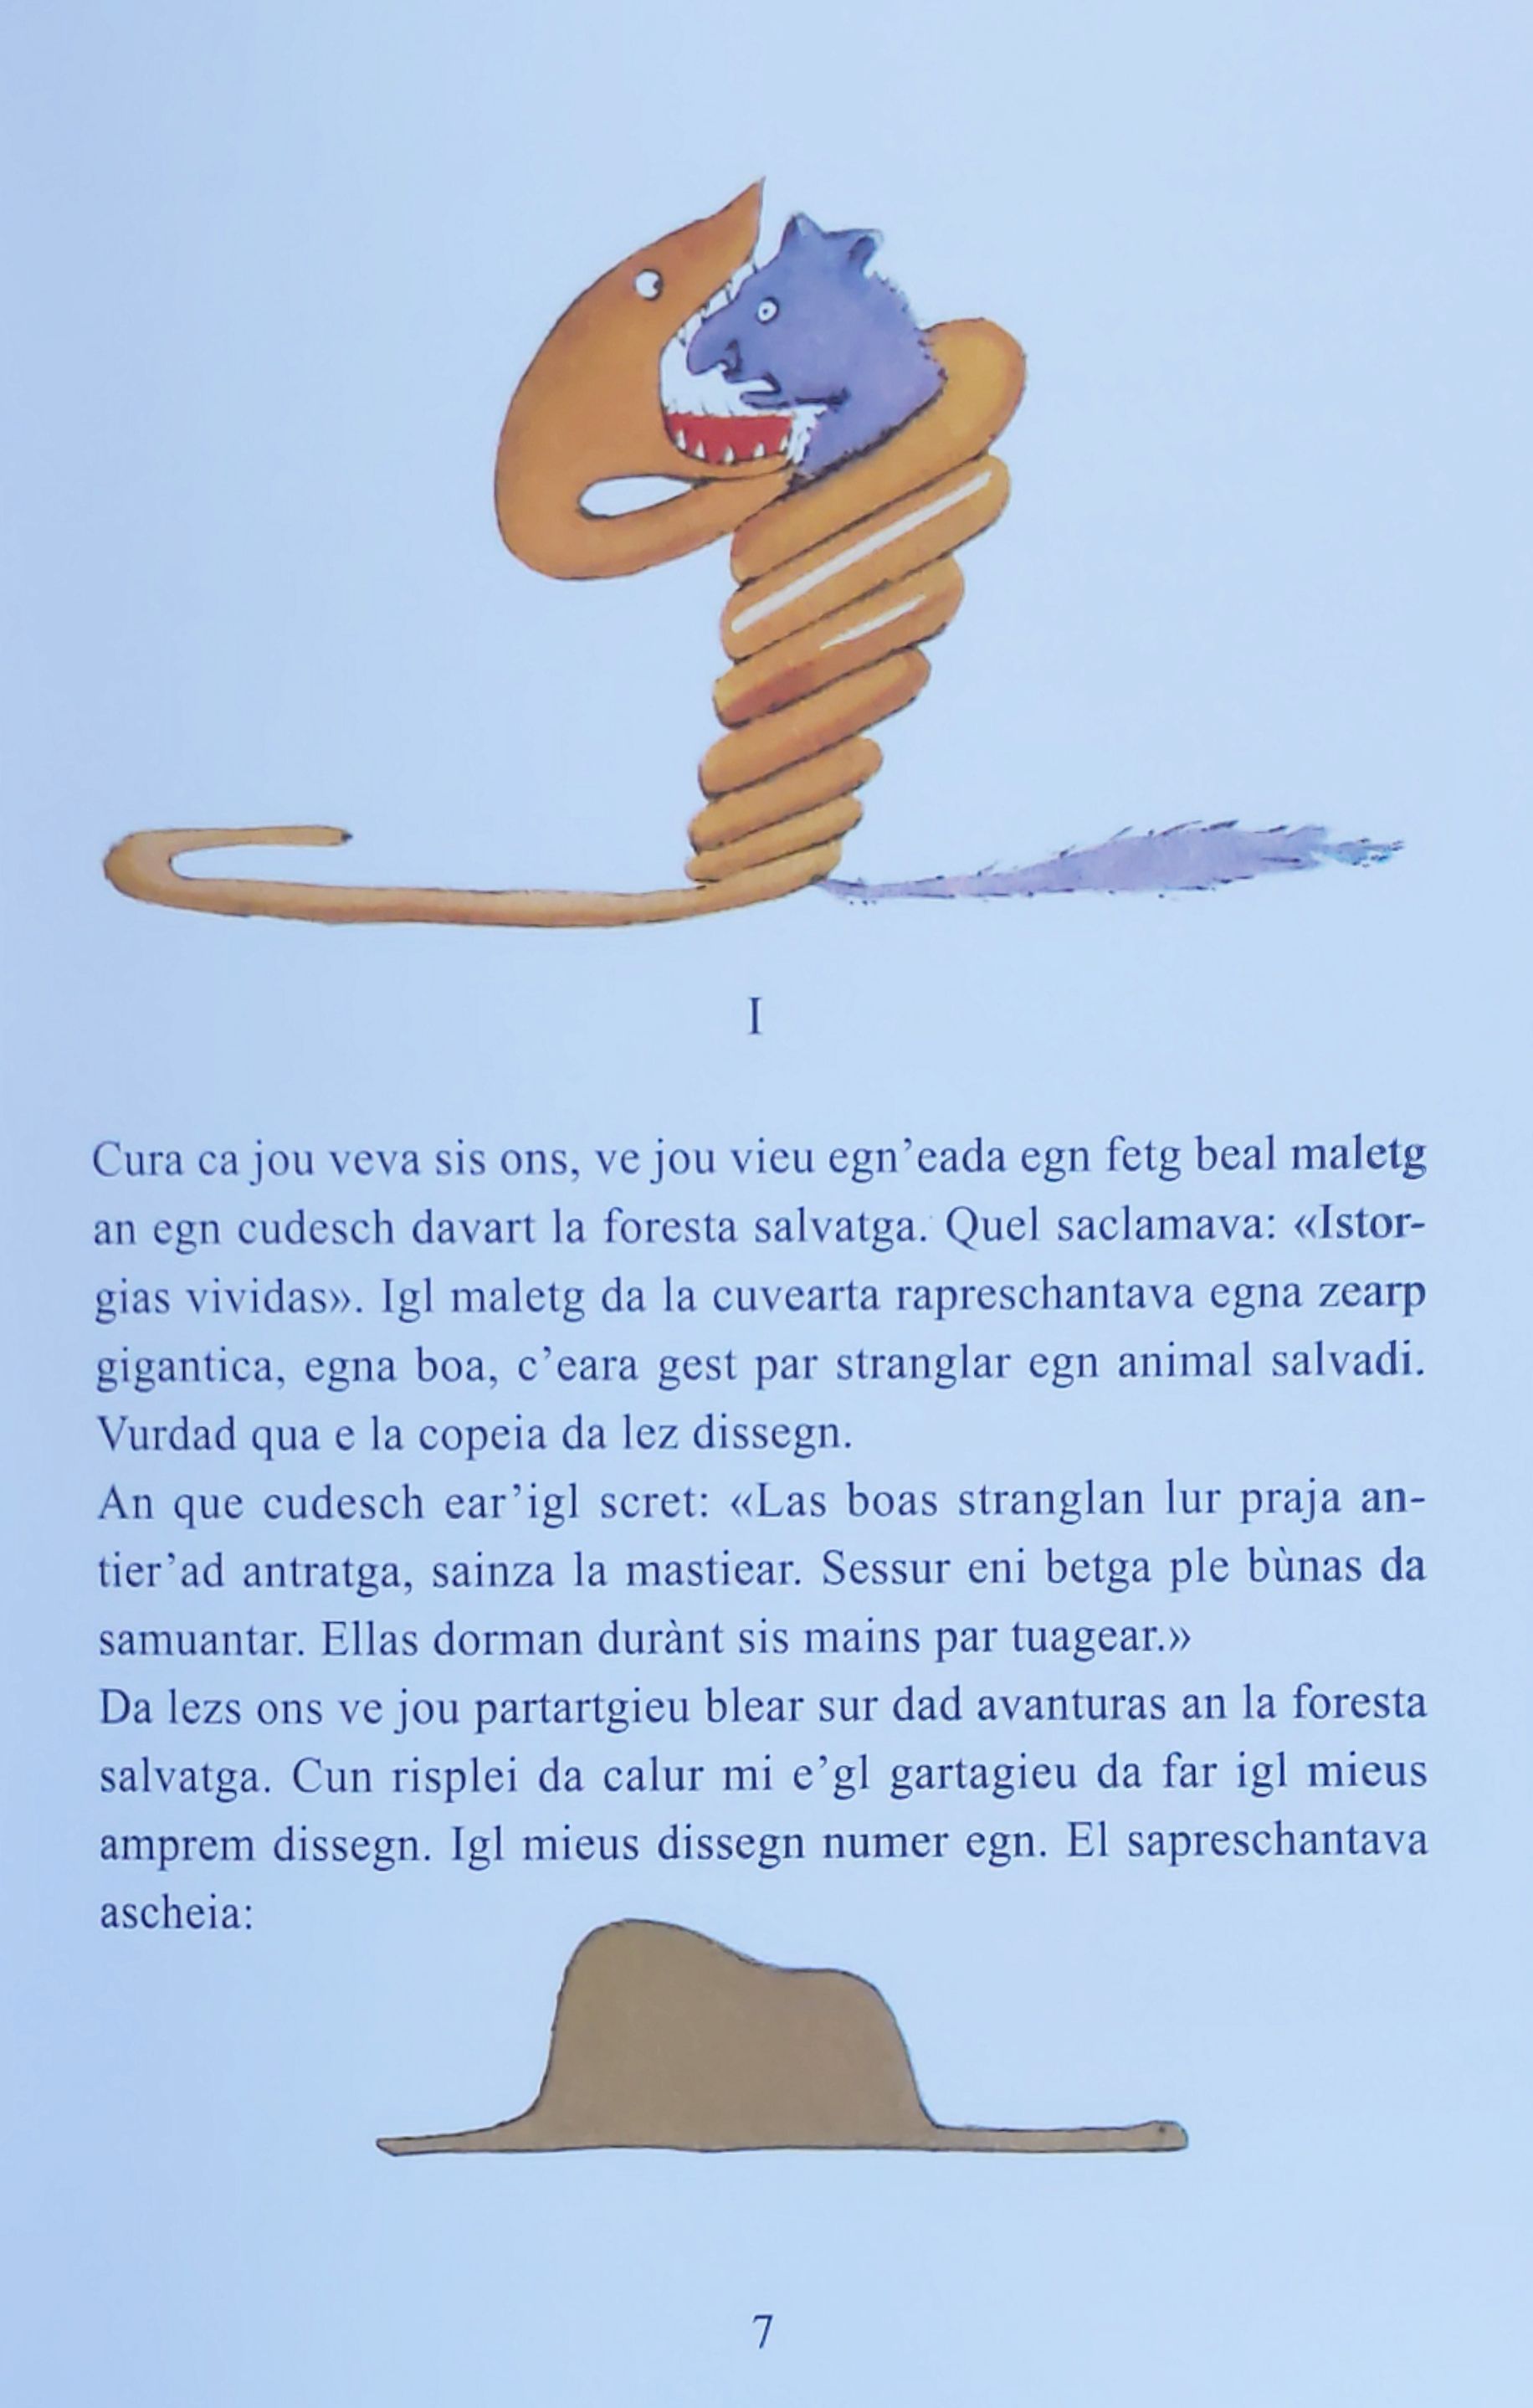 I
Cura ca jou veva sis ons, ve jou vieu egn’eada egn fetg beal maletg
an egn cudesch davart la foresta salvatga. Quel saclamava: «Istor-
gias vividas». Igl maletg da la cuvearta rapreschantava egna zearp
gigantica, egna boa, c’eara gest par stranglar egn animal salvadi.
Vurdad qua e la copeia da lez dissegn.
An que cudesch ear’igl scret: «Las boas stranglan lur praja an-
tier’ad antratga, sainza la mastiear. Sessur eni betga ple bùnas da
samuantar. Ellas dorman durànt sis mains par tuagear.»
Da lezs ons ve jou partartgieu blear sur dad avanturas an la foresta
salvatga. Cun risplei da calur mi e’gl gartagieu da far igl mieus
amprem dissegn. Igl mieus dissegn numer egn. El sapreschantava
ascheia:
7